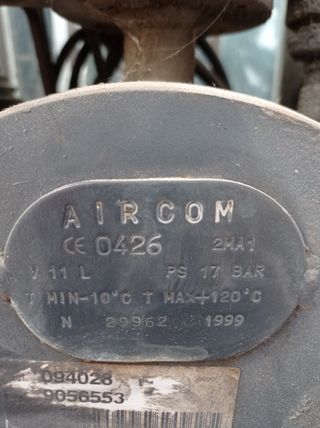 AIRCOM
CE 0426 2MA1
V 11 L PS 17 BAR
T MIN-10°C T MAX+120°C
N 29962 1999
094028
9056553